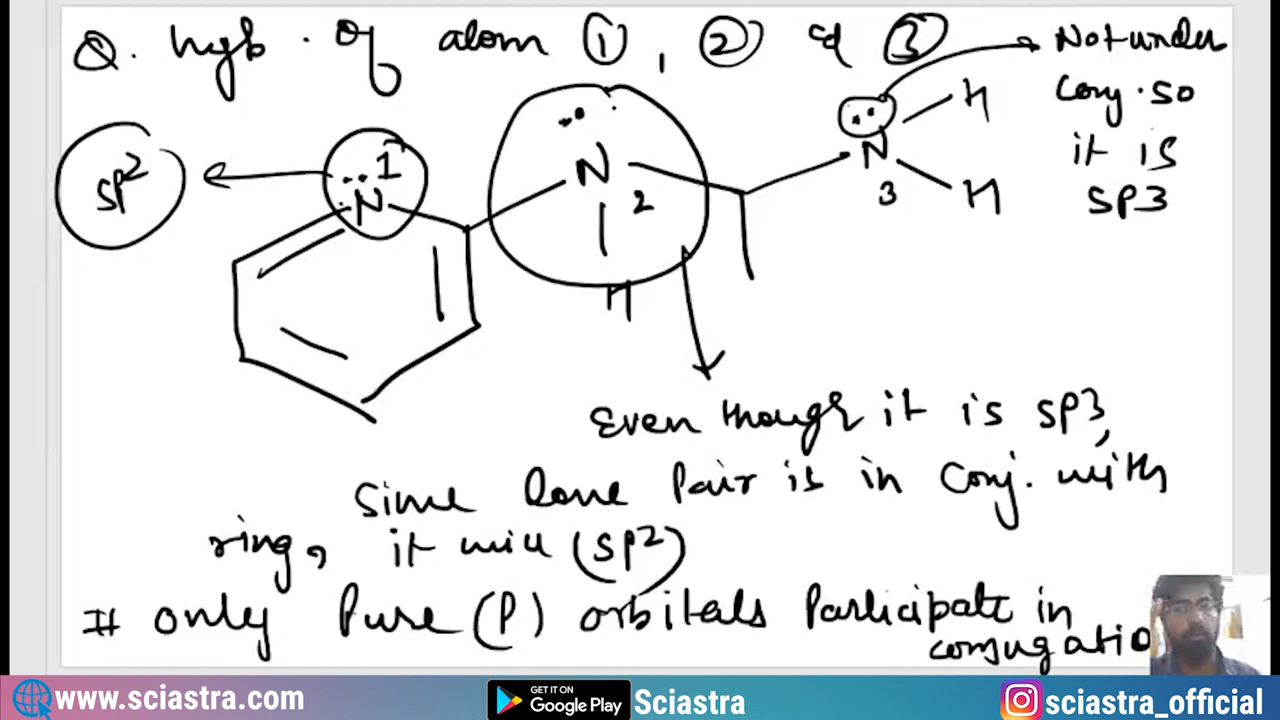 Q. hyb. of atom ①, ② & ③
Not under
conj. so
it is
sp3
H
N
3
H
sp²
1
N
N
2
H
Even though it is sp3,
Since lone pair is in conj. with
ring, it will (sp²)
# only Pure (P) orbitals Participate in
conjugatio
www.sciastra.com
GET IT ON
Google Play
Sciastra
sciastra_official